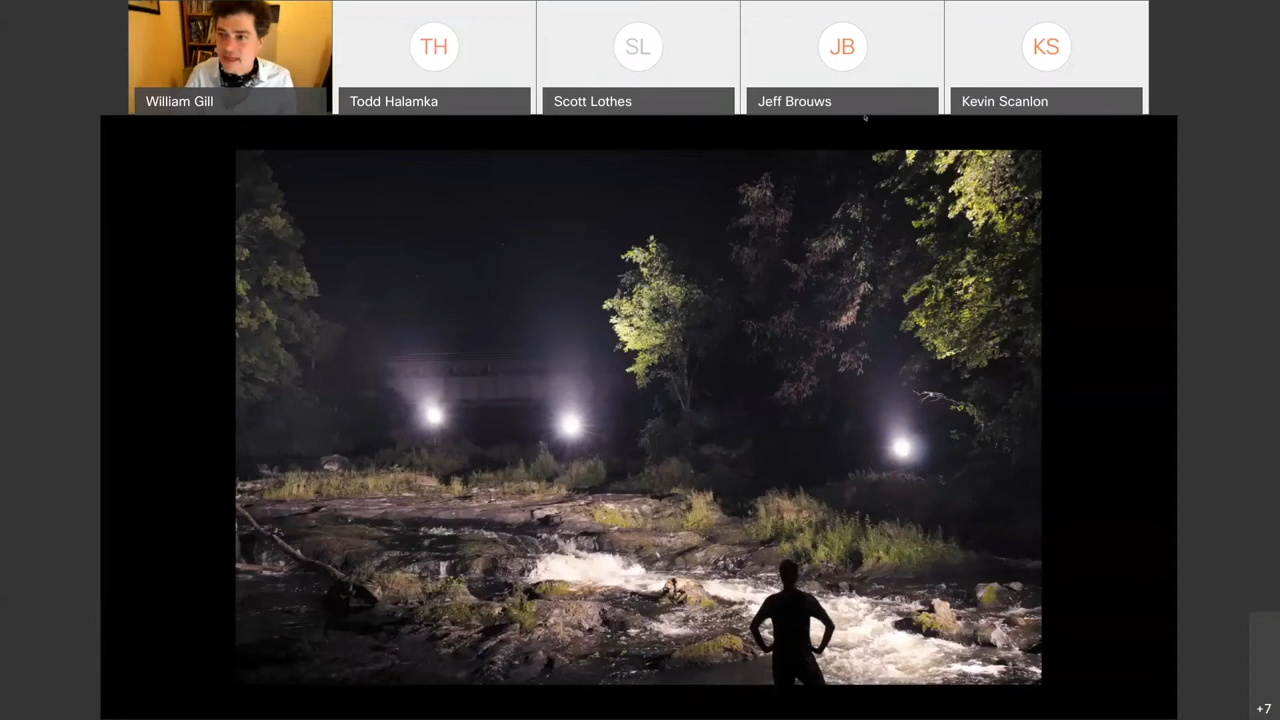 TH
SL
JB
KS
William Gill
Todd Halamka
Scott Lothes
Jeff Brouws
Kevin Scanlon
+7